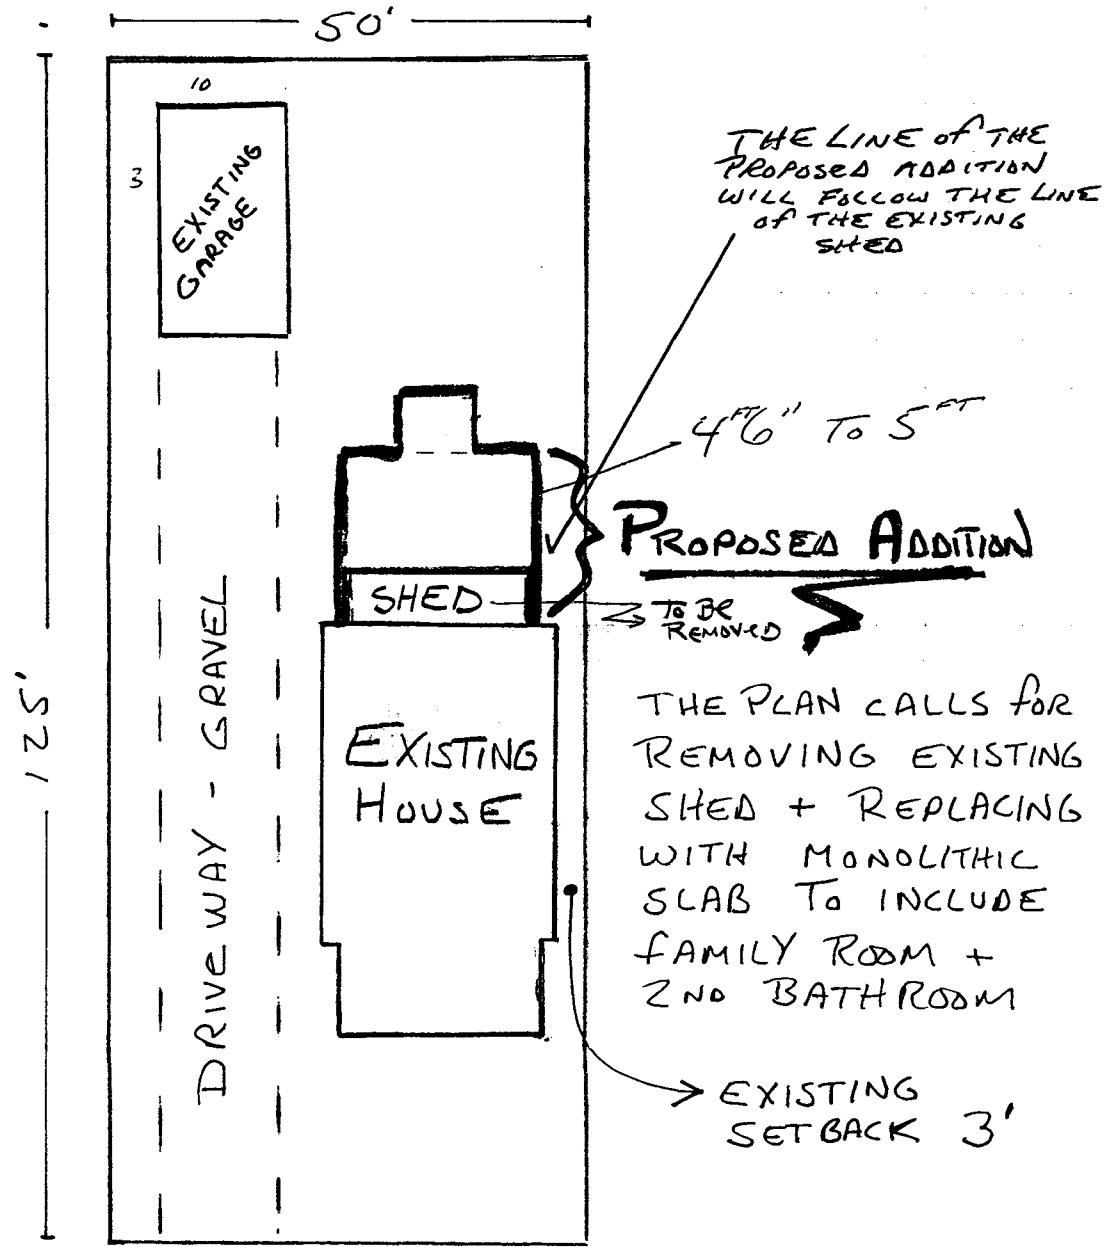 50'
10
3
EXISTING
GARAGE
THE LINE of THE
PROPOSED ADDITION
WILL FOLLOW THE LINE
of THE EXISTING
SHED
4FT6" To 5FT
PROPOSED ADDITION
SHED
To BE
REMOVED
125'
DRIVEWAY - GRAVEL
EXISTING
HOUSE
THE PLAN CALLS foR
REMOVING EXISTING
SHED + REPLACING
WITH MONOLITHIC
SLAB To INCLUDE
fAMILY ROOM +
2ND BATHROOM
EXISTING
SETBACK 3'